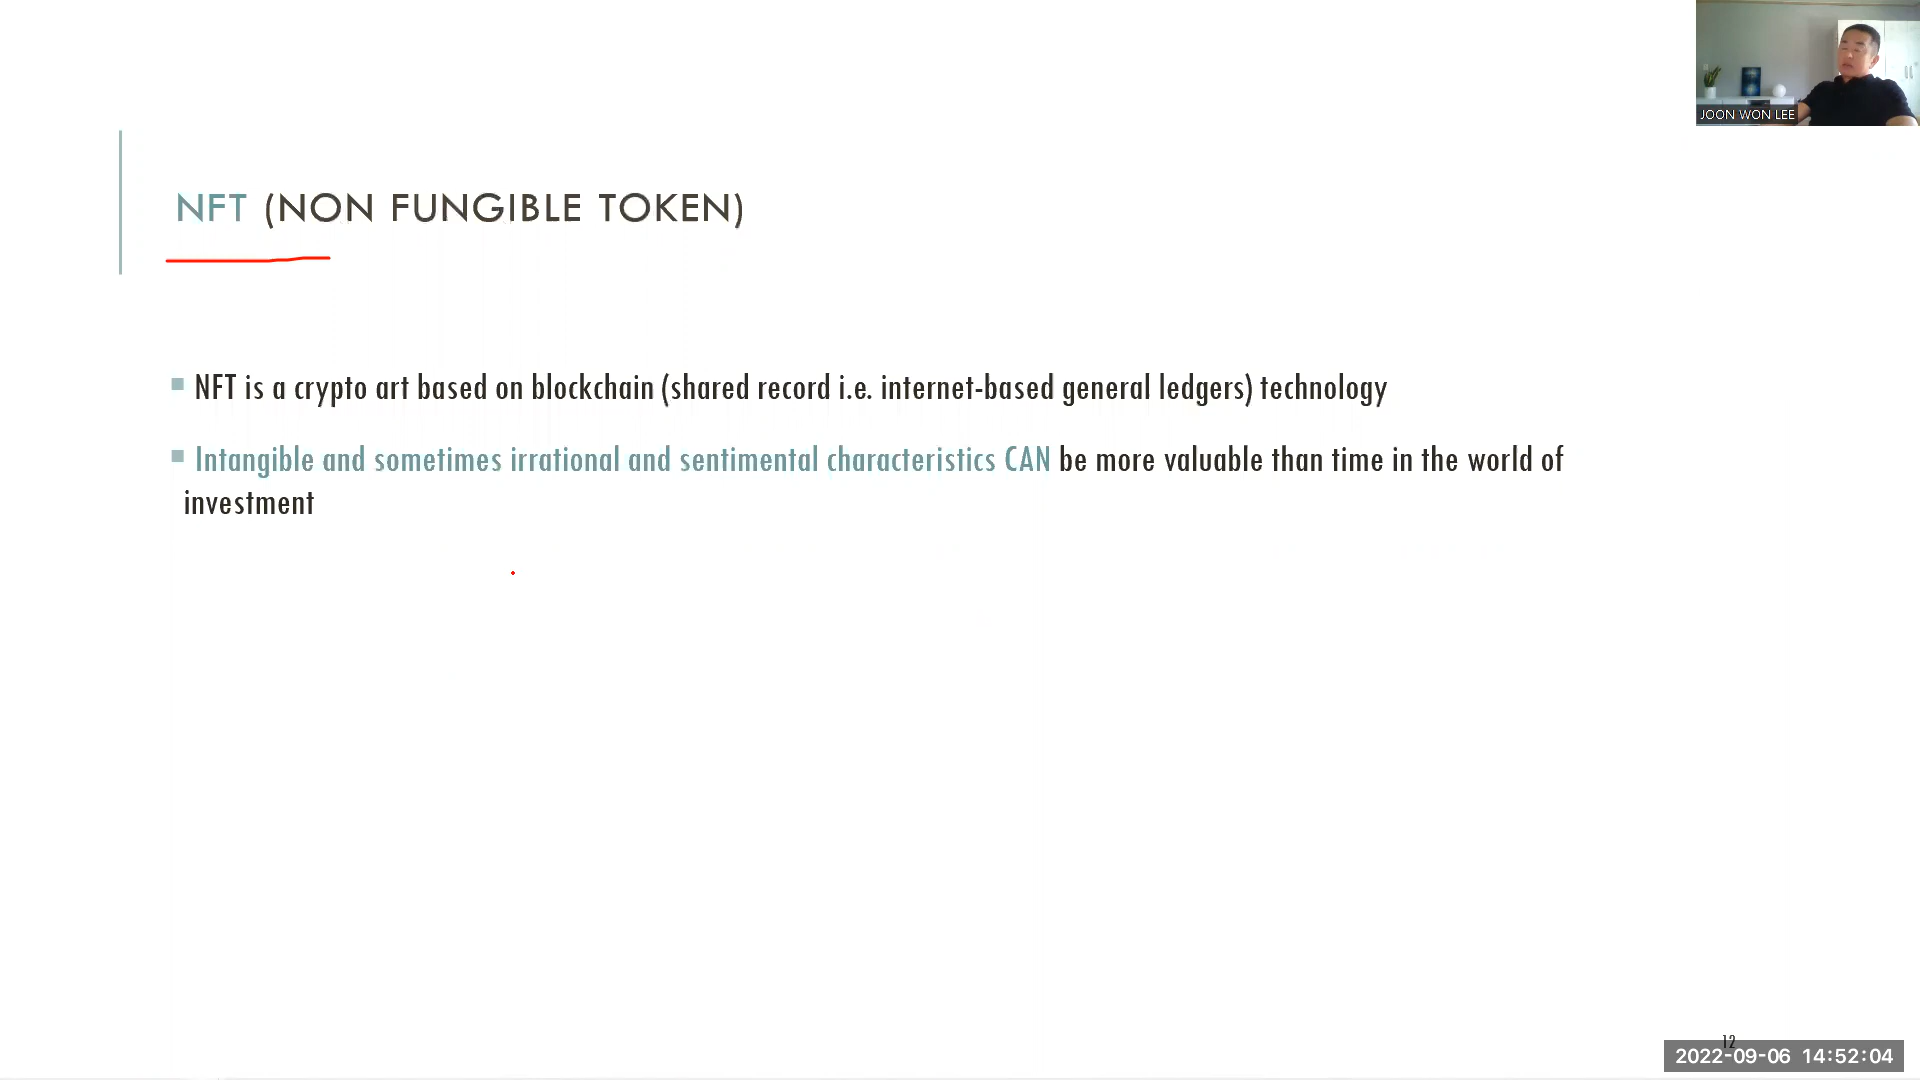 JOON WON LEE
NFT (NON FUNGIBLE TOKEN)
NFT is a crypto art based on blockchain (shared record i.e. internet-based general ledgers) technology
Intangible and sometimes irrational and sentimental characteristics CAN be more valuable than time in the world of
investment
12
2022-09-06 14:52:04